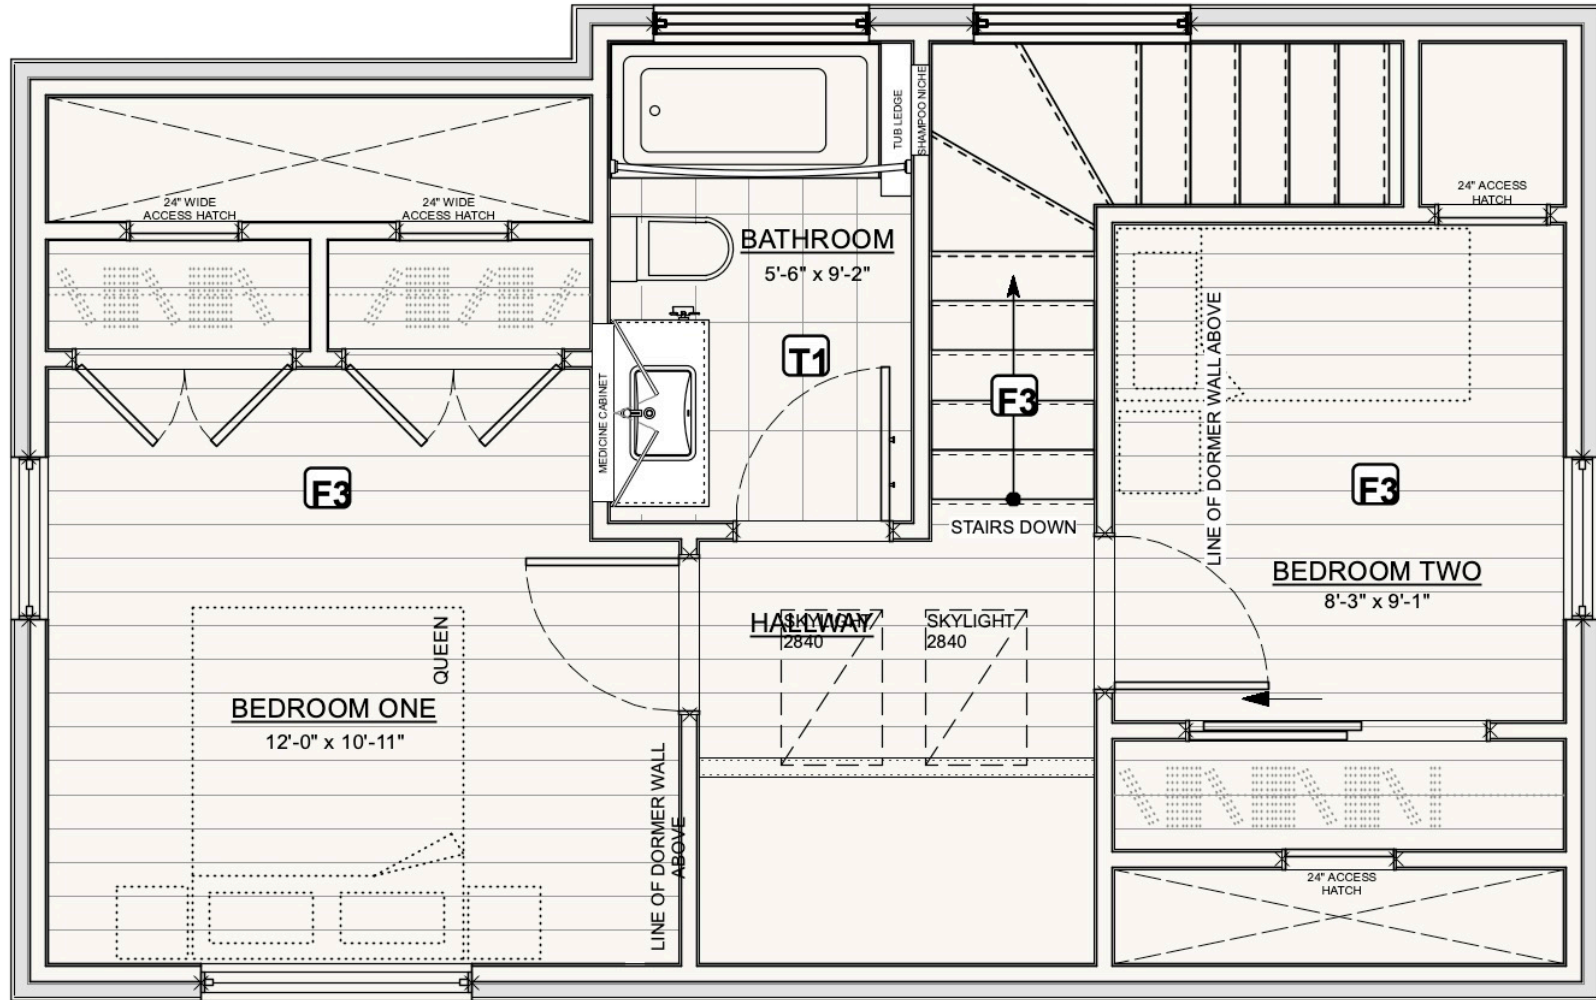 TUB LEDGE
SHAMPOO NICHE
24" WIDE
ACCESS HATCH
24" WIDE
ACCESS HATCH
24" ACCESS
HATCH
BATHROOM
5'-6" x 9'-2"
T1
MEDICINE CABINET
F3
F3
F3
LINE OF DORMER WALL ABOVE
STAIRS DOWN
BEDROOM TWO
8'-3" x 9'-1"
HALLWAY
SKYLIGHT
2840
SKYLIGHT
2840
QUEEN
BEDROOM ONE
12'-0" x 10'-11"
LINE OF DORMER WALL
ABOVE
24" ACCESS
HATCH